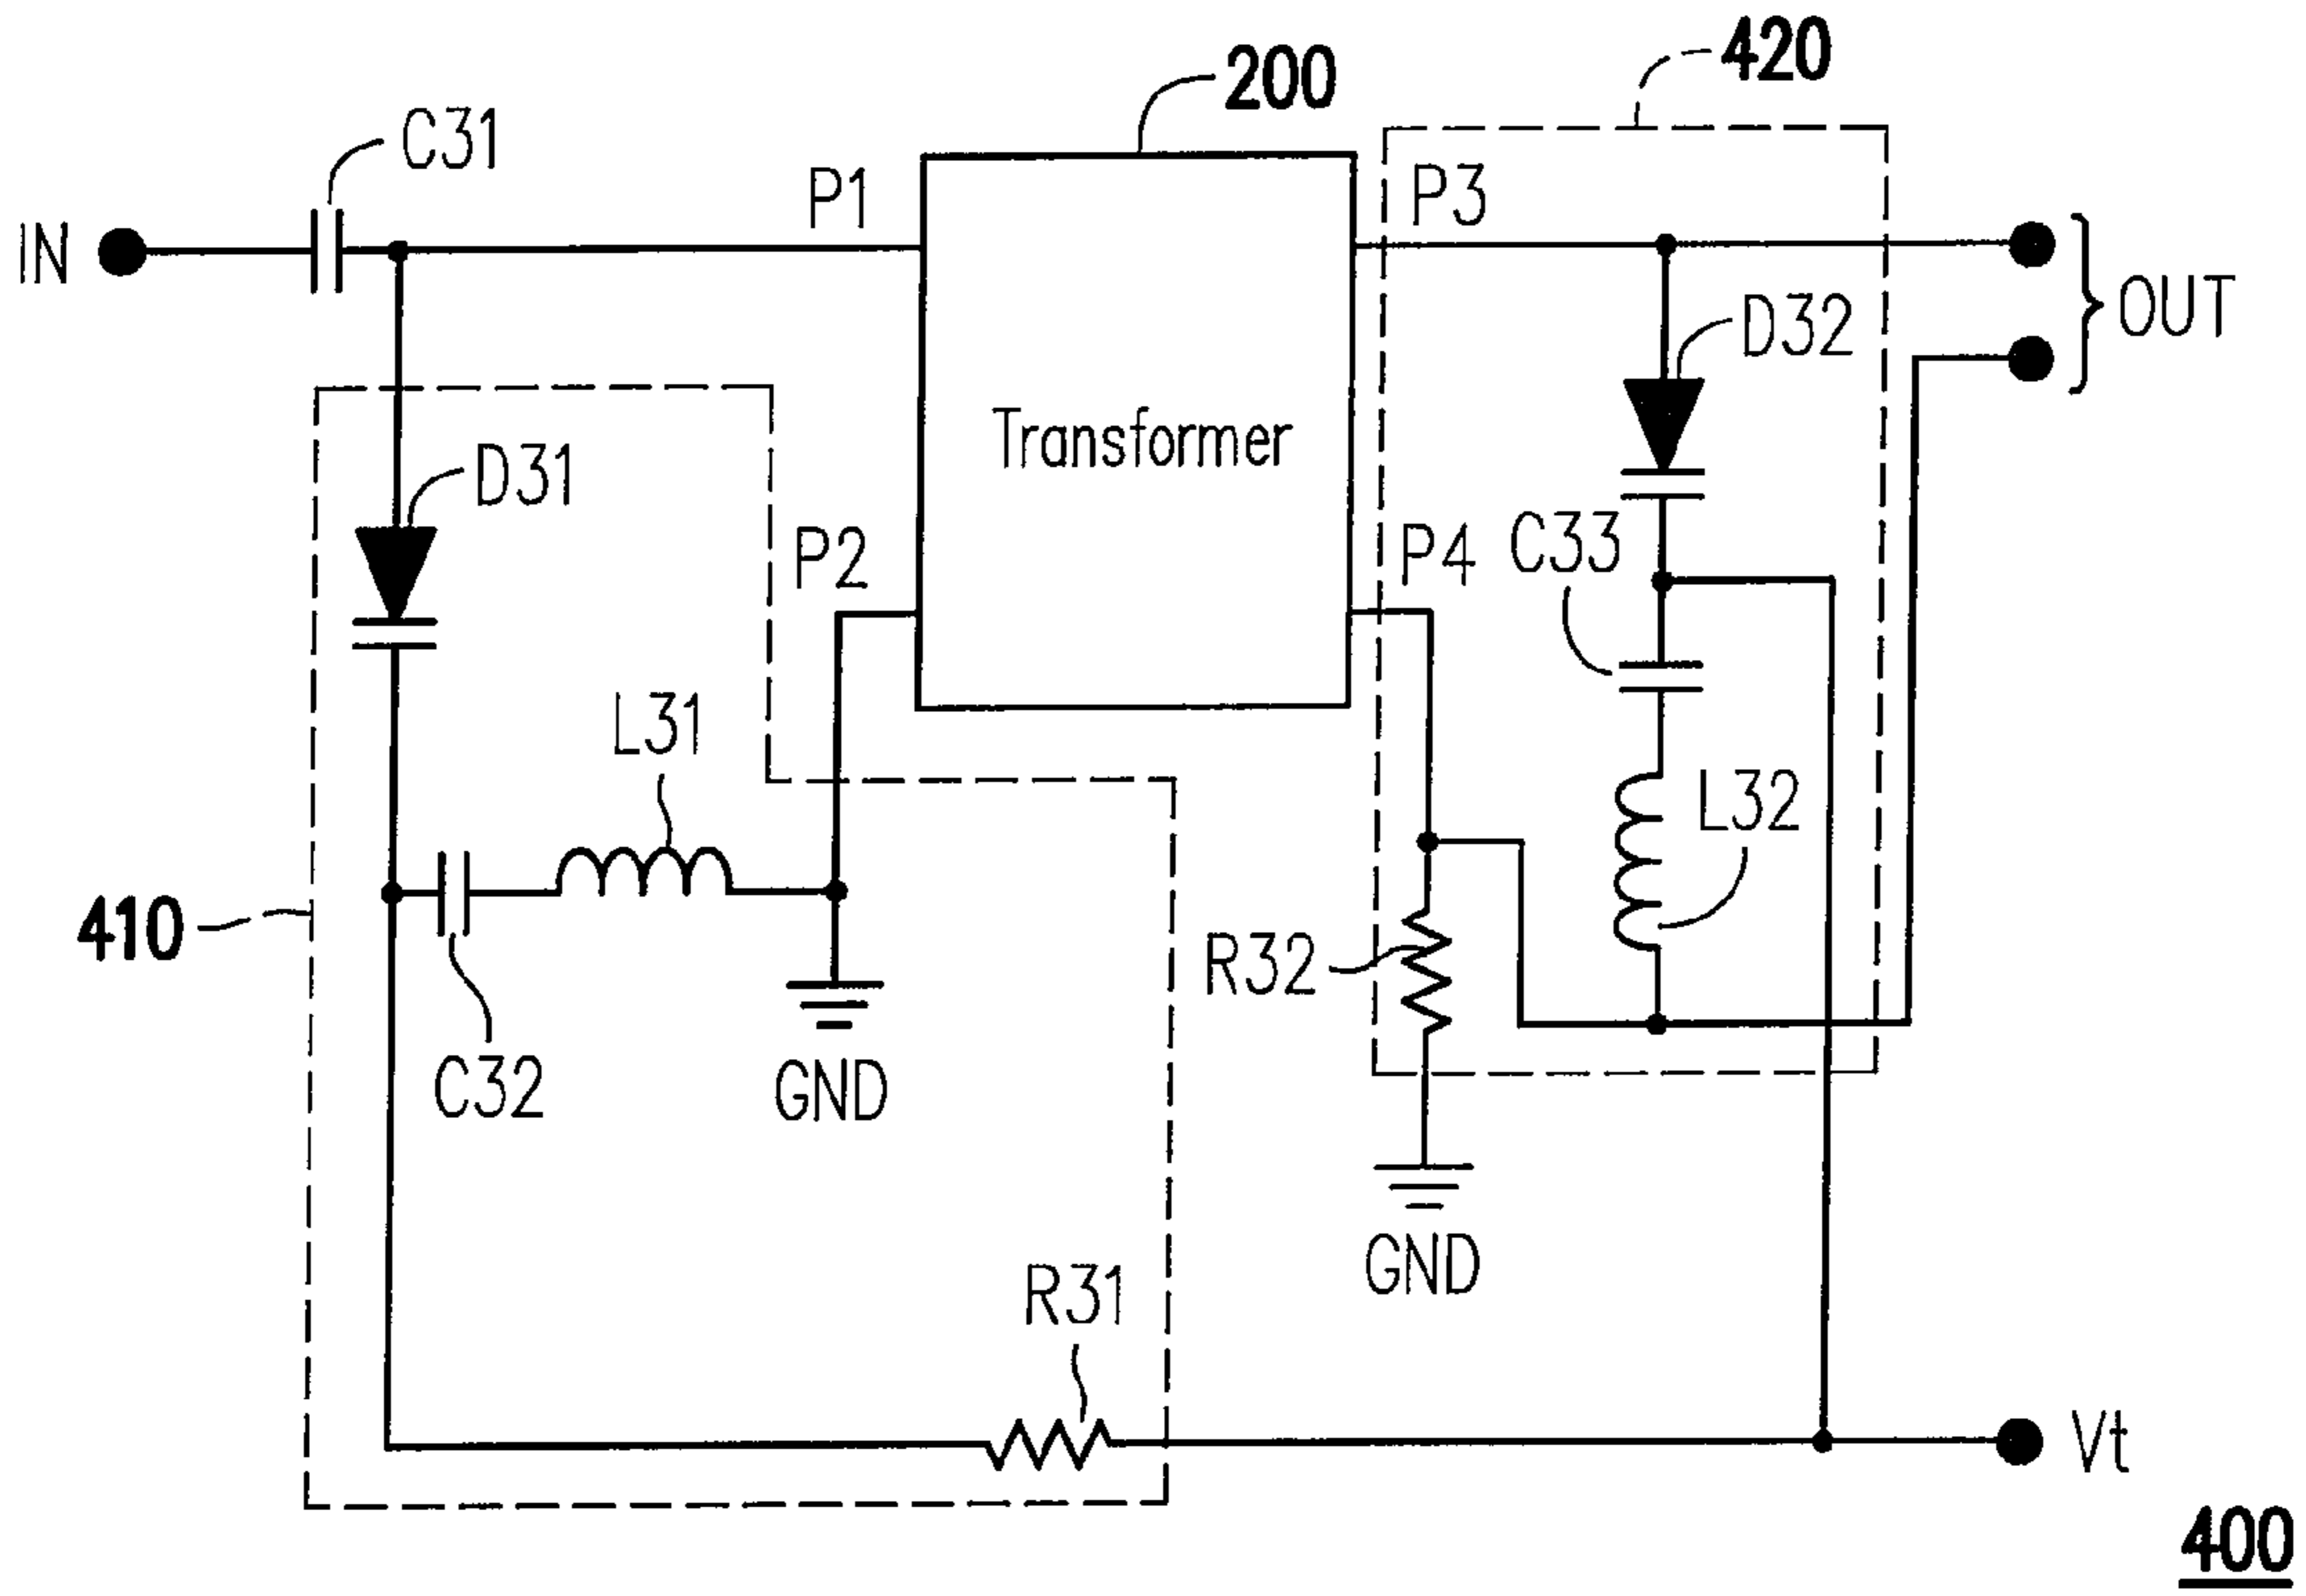 420
200
C31
P1
P3
IN
OUT
D32
Transformer
D31
P2
P4
C33
L31
L32
410
R32
C32
GND
GND
R31
Vt
400